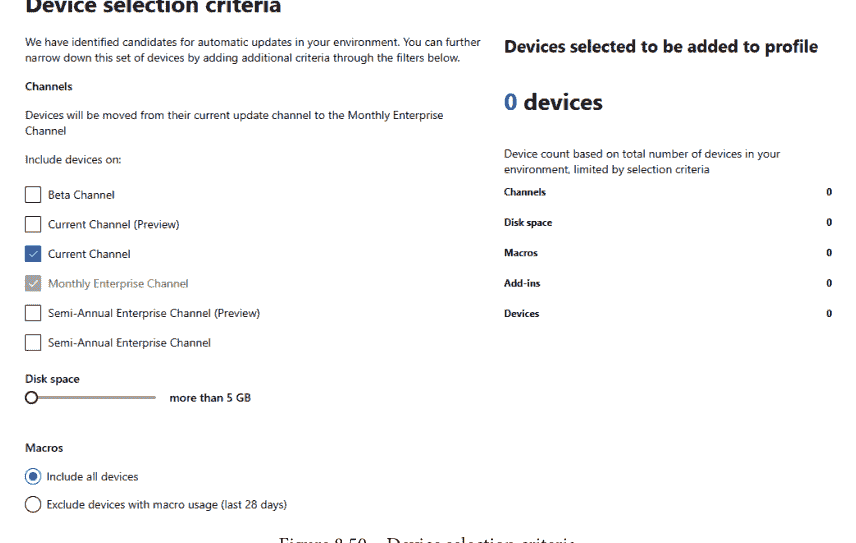 Device selection criteria
We have identified candidates for automatic updates in your environment. You can further
narrow down this set of devices by adding additional criteria through the filters below.
Channels
Devices will be moved from their current update channel to the Monthly Enterprise
Channel
Include devices on:
Beta Channel
Current Channel (Preview)
Current Channel
Monthly Enterprise Channel
Semi-Annual Enterprise Channel (Preview)
Semi-Annual Enterprise Channel
Disk space
more than 5 GB
Macros
Include all devices
Exclude devices with macro usage (last 28 days)
Devices selected to be added to profile
0 devices
Device count based on total number of devices in your
environment, limited by selection criteria
Channels 0
Disk space 0
Macros 0
Add-ins 0
Devices 0
Figure 8.50 – Device selection criteria